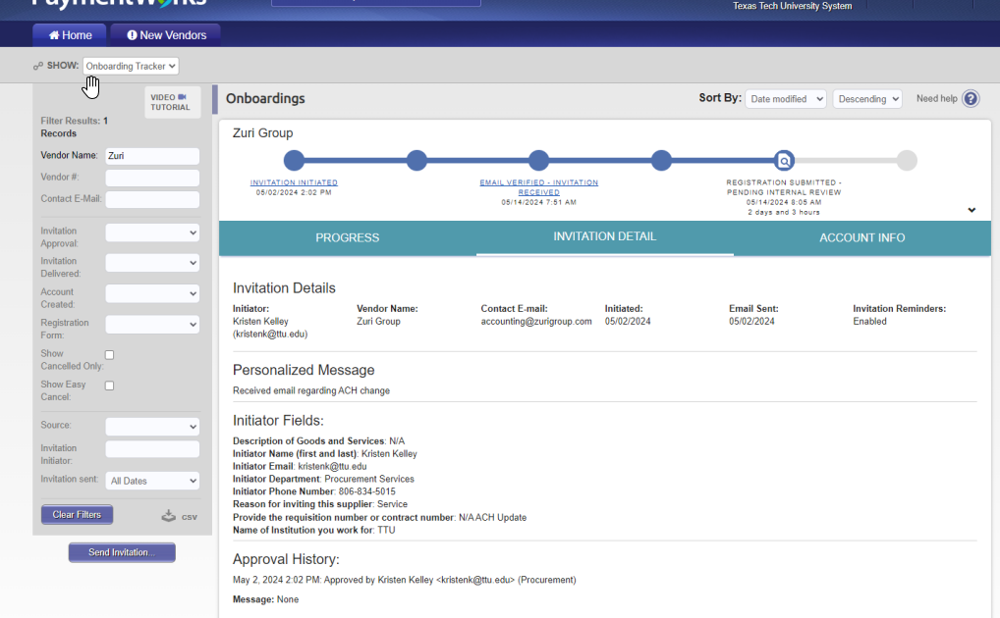 PaymentWorks
Texas Tech University System
Home
New Vendors
SHOW: Onboarding Tracker
VIDEO
TUTORIAL
Filter Results: 1
Records
Vendor Name: Zuri
Vendor #:
Contact E-Mail:
Invitation
Approval:
Invitation
Delivered:
Account
Created:
Registration
Form:
Show
Cancelled Only:
Show Easy
Cancel:
Source:
Invitation
Initiator:
Invitation sent: All Dates
Clear Filters
CSV
Send Invitation...
Onboardings
Sort By: Date modified Descending Need help ?
Zuri Group
INVITATION INITIATED
05/02/2024 2:02 PM
EMAIL VERIFIED - INVITATION
RECEIVED
05/14/2024 7:51 AM
REGISTRATION SUBMITTED -
PENDING INTERNAL REVIEW
05/14/2024 8:05 AM
2 days and 3 hours
PROGRESS INVITATION DETAIL ACCOUNT INFO
Invitation Details
Initiator: Vendor Name: Contact E-mail: Initiated: Email Sent: Invitation Reminders:
Kristen Kelley Zuri Group accounting@zurigroup.com 05/02/2024 05/02/2024 Enabled
(kristenk@ttu.edu)
Personalized Message
Received email regarding ACH change
Initiator Fields:
Description of Goods and Services: N/A
Initiator Name (first and last): Kristen Kelley
Initiator Email: kristenk@ttu.edu
Initiator Department: Procurement Services
Initiator Phone Number: 806-834-5015
Reason for inviting this supplier: Service
Provide the requisition number or contract number: N/A ACH Update
Name of Institution you work for: TTU
Approval History:
May 2, 2024 2:02 PM: Approved by Kristen Kelley <kristenk@ttu.edu> (Procurement)
Message: None